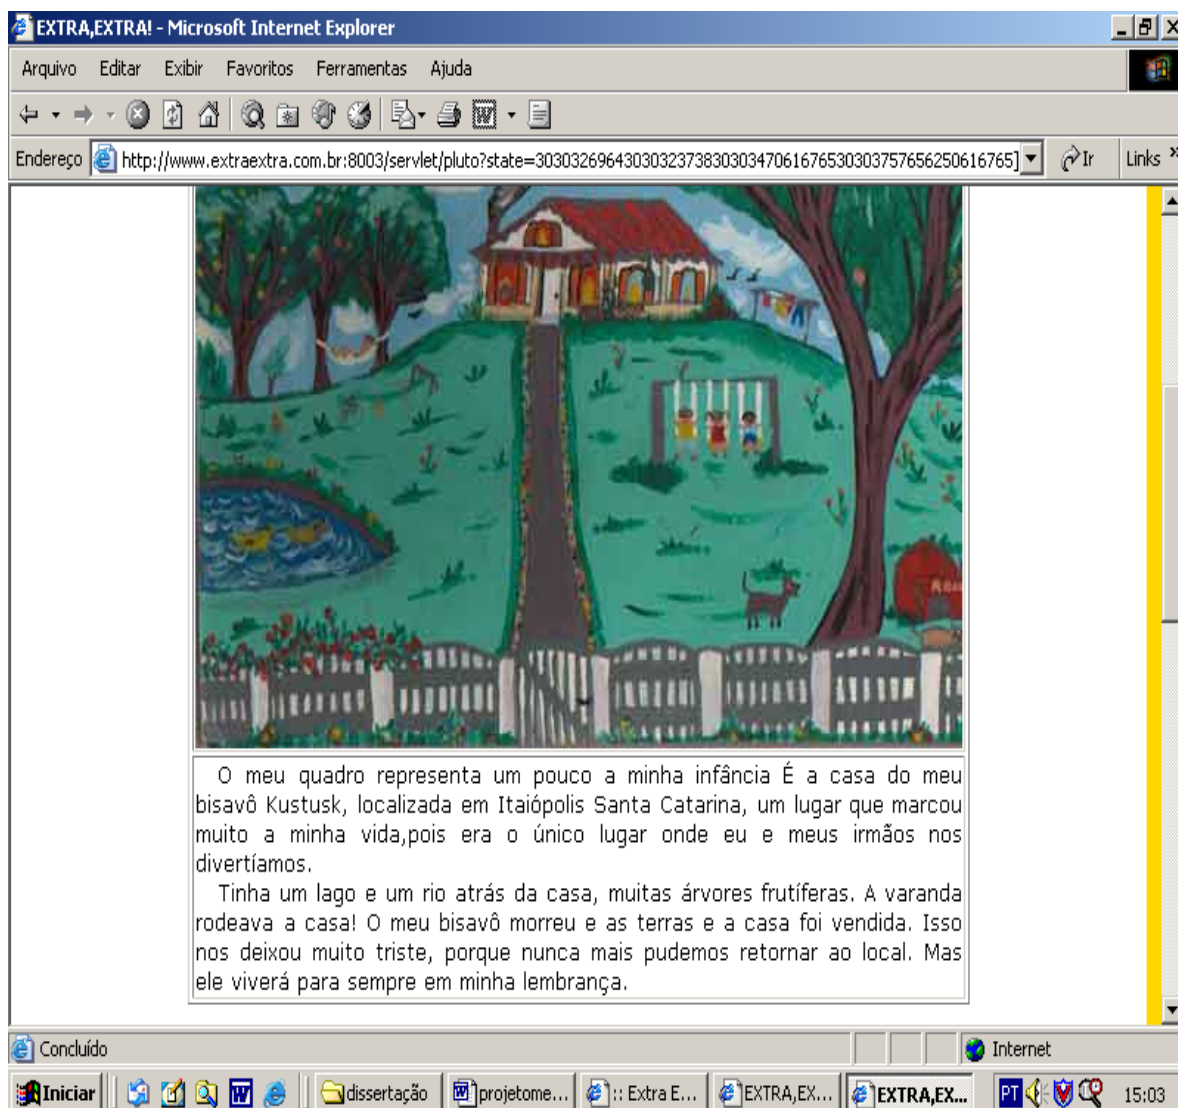 EXTRA,EXTRA! - Microsoft Internet Explorer
Arquivo Editar Exibir Favoritos Ferramentas Ajuda
Endereço http://www.extraextra.com.br:8003/servlet/pluto?state=303032696430303237383030347061676530303757656250616765] Ir Links »
O meu quadro representa um pouco a minha infância É a casa do meu
bisavô Kustusk, localizada em Itaiópolis Santa Catarina, um lugar que marcou
muito a minha vida,pois era o único lugar onde eu e meus irmãos nos
divertíamos.
Tinha um lago e um rio atrás da casa, muitas árvores frutíferas. A varanda
rodeava a casa! O meu bisavô morreu e as terras e a casa foi vendida. Isso
nos deixou muito triste, porque nunca mais pudemos retornar ao local. Mas
ele viverá para sempre em minha lembrança.
Concluído Internet
Iniciar dissertação projetome... :: Extra E... EXTRA,EX... EXTRA,EX... PT 15:03